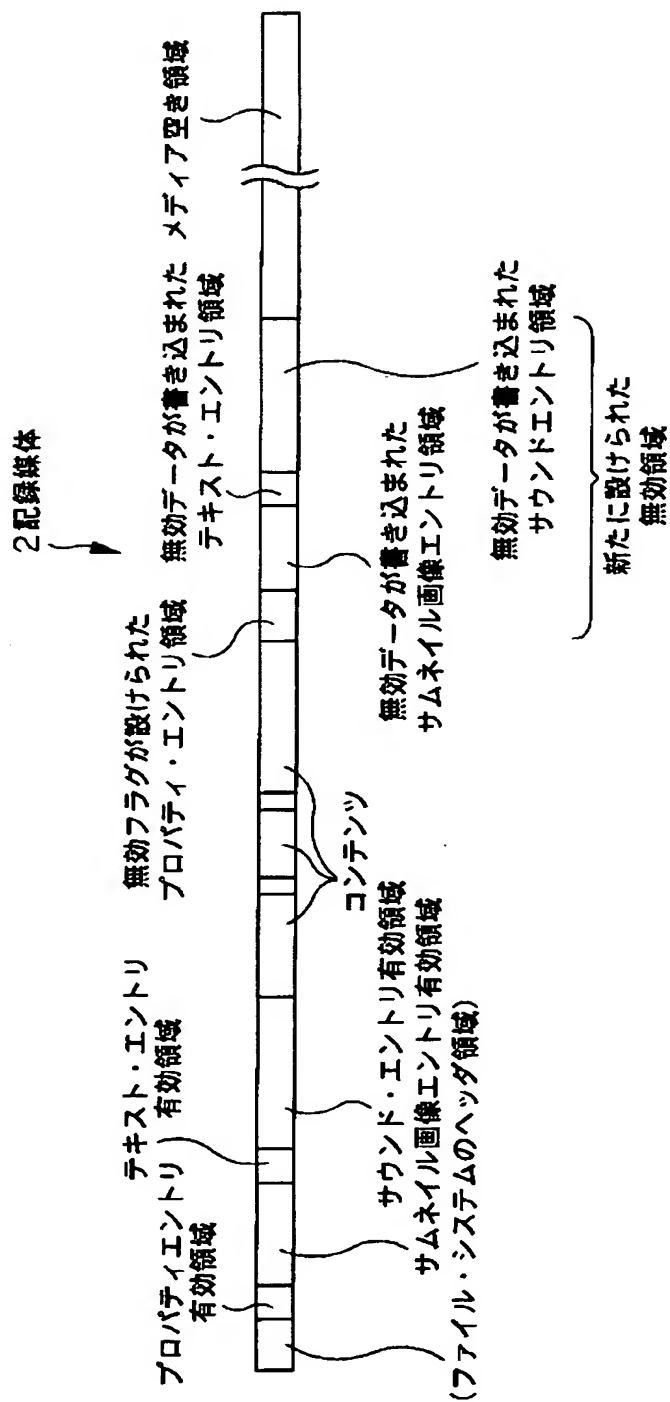 2記録媒体
プロパティエントリ
有効領域
テキスト・エントリ
有効領域
無効フラグが設けられた
プロパティ・エントリ領域
無効データが書き込まれた
テキスト・エントリ領域
メディア空き領域
(ファイル・システムのヘッダ領域)
サムネイル画像エントリ有効領域
サウンド・エントリ有効領域
コンテンツ
無効データが書き込まれた
サムネイル画像エントリ領域
無効データが書き込まれた
サウンドエントリ領域
新たに設けられた
無効領域